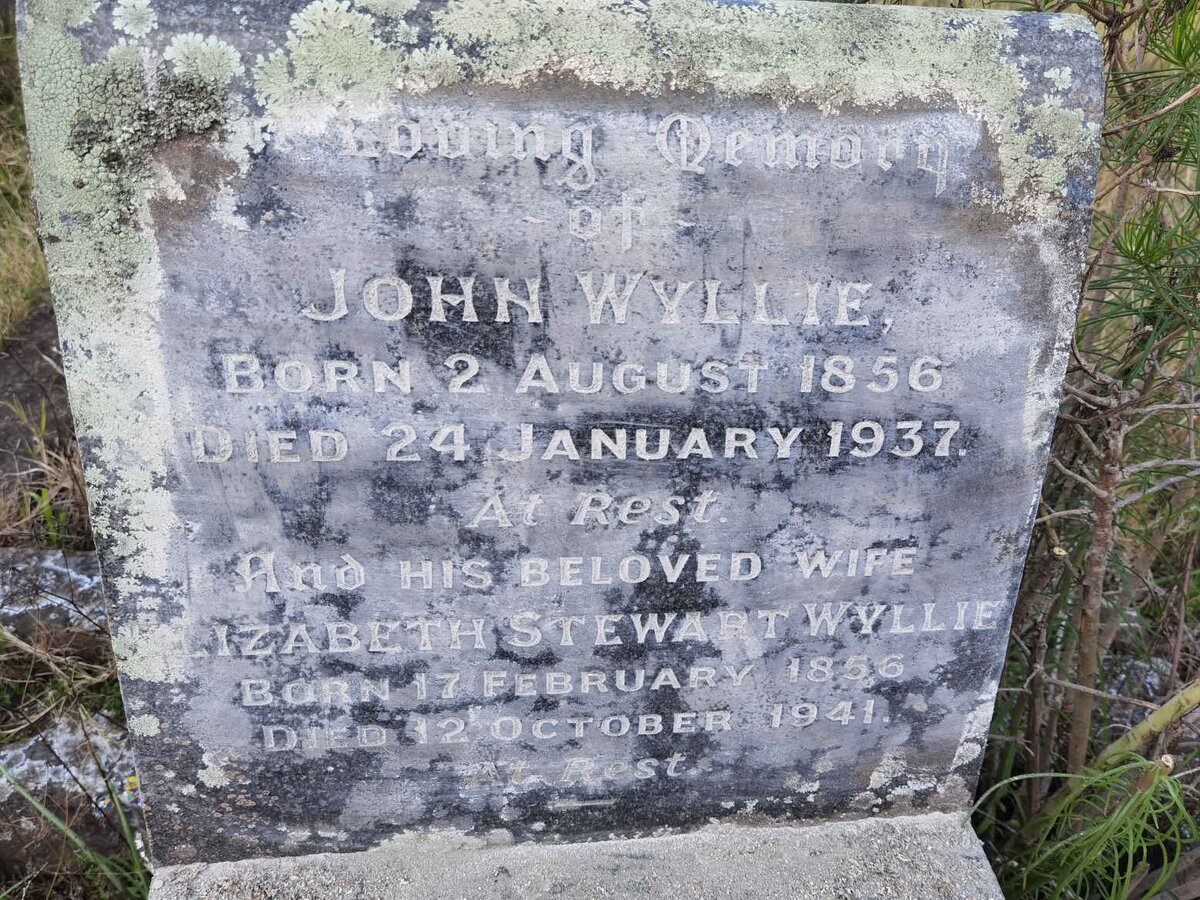 Loving Memory
- of -
JOHN WYLLIE,
BORN 2 AUGUST 1856
DIED 24 JANUARY 1937.
At Rest.
And HIS BELOVED WIFE
LIZABETH STEWART WYLLIE
BORN 17 FEBRUARY 1856
DIED 12 OCTOBER 1941.
At Rest.